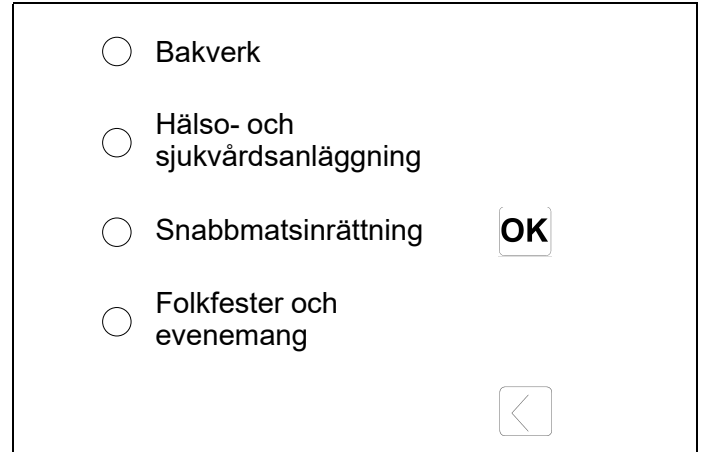 Bakverk
Hälso- och
sjukvårdsanläggning
Snabbmatsinrättning
OK
Folkfester och
evenemang